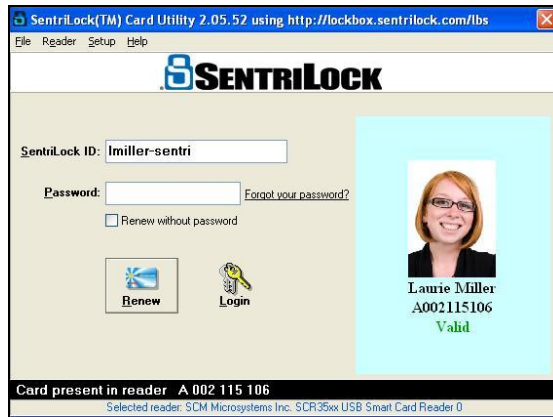 SentriLock(TM) Card Utility 2.05.52 using http://lockbox.sentrilock.com/lbs
File Reader Setup Help
SENTRILOCK
SentriLock ID: lmiller-sentri
Password: Forgot your password?
Renew without password
Renew Login
Laurie Miller
A002115106
Valid
Card present in reader A 002 115 106
Selected reader: SCM Microsystems Inc. SCR35xx USB Smart Card Reader 0